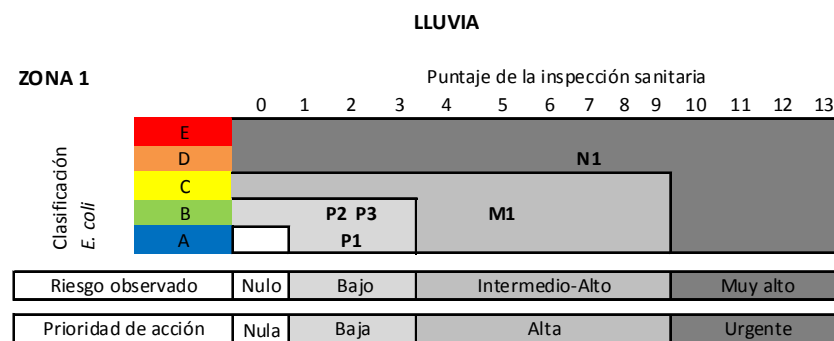 LLUVIA
ZONA 1
Puntaje de la inspección sanitaria
0 1 2 3 4 5 6 7 8 9 10 11 12 13
Clasificación
E. coli
E
D N1
C
B P2 P3 M1
A P1
Riesgo observado Nulo Bajo Intermedio-Alto Muy alto
Prioridad de acción Nula Baja Alta Urgente